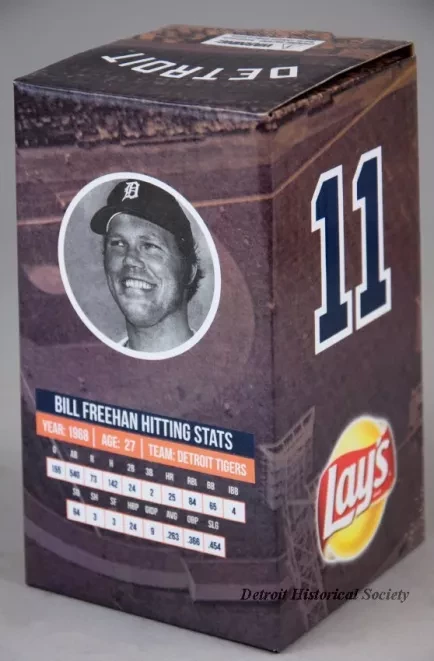 DETROIT
11
BILL FREEHAN HITTING STATS
YEAR: 1968 | AGE: 27 | TEAM: DETROIT TIGERS
G AB R H 2B 3B HR RBI BB IBB
155 540 73 142 24 2 25 84 65 4
SO SH SF HBP GIDP AVG OBP SLG
64 3 3 24 9 .263 .366 .454
Lay's
Detroit Historical Society